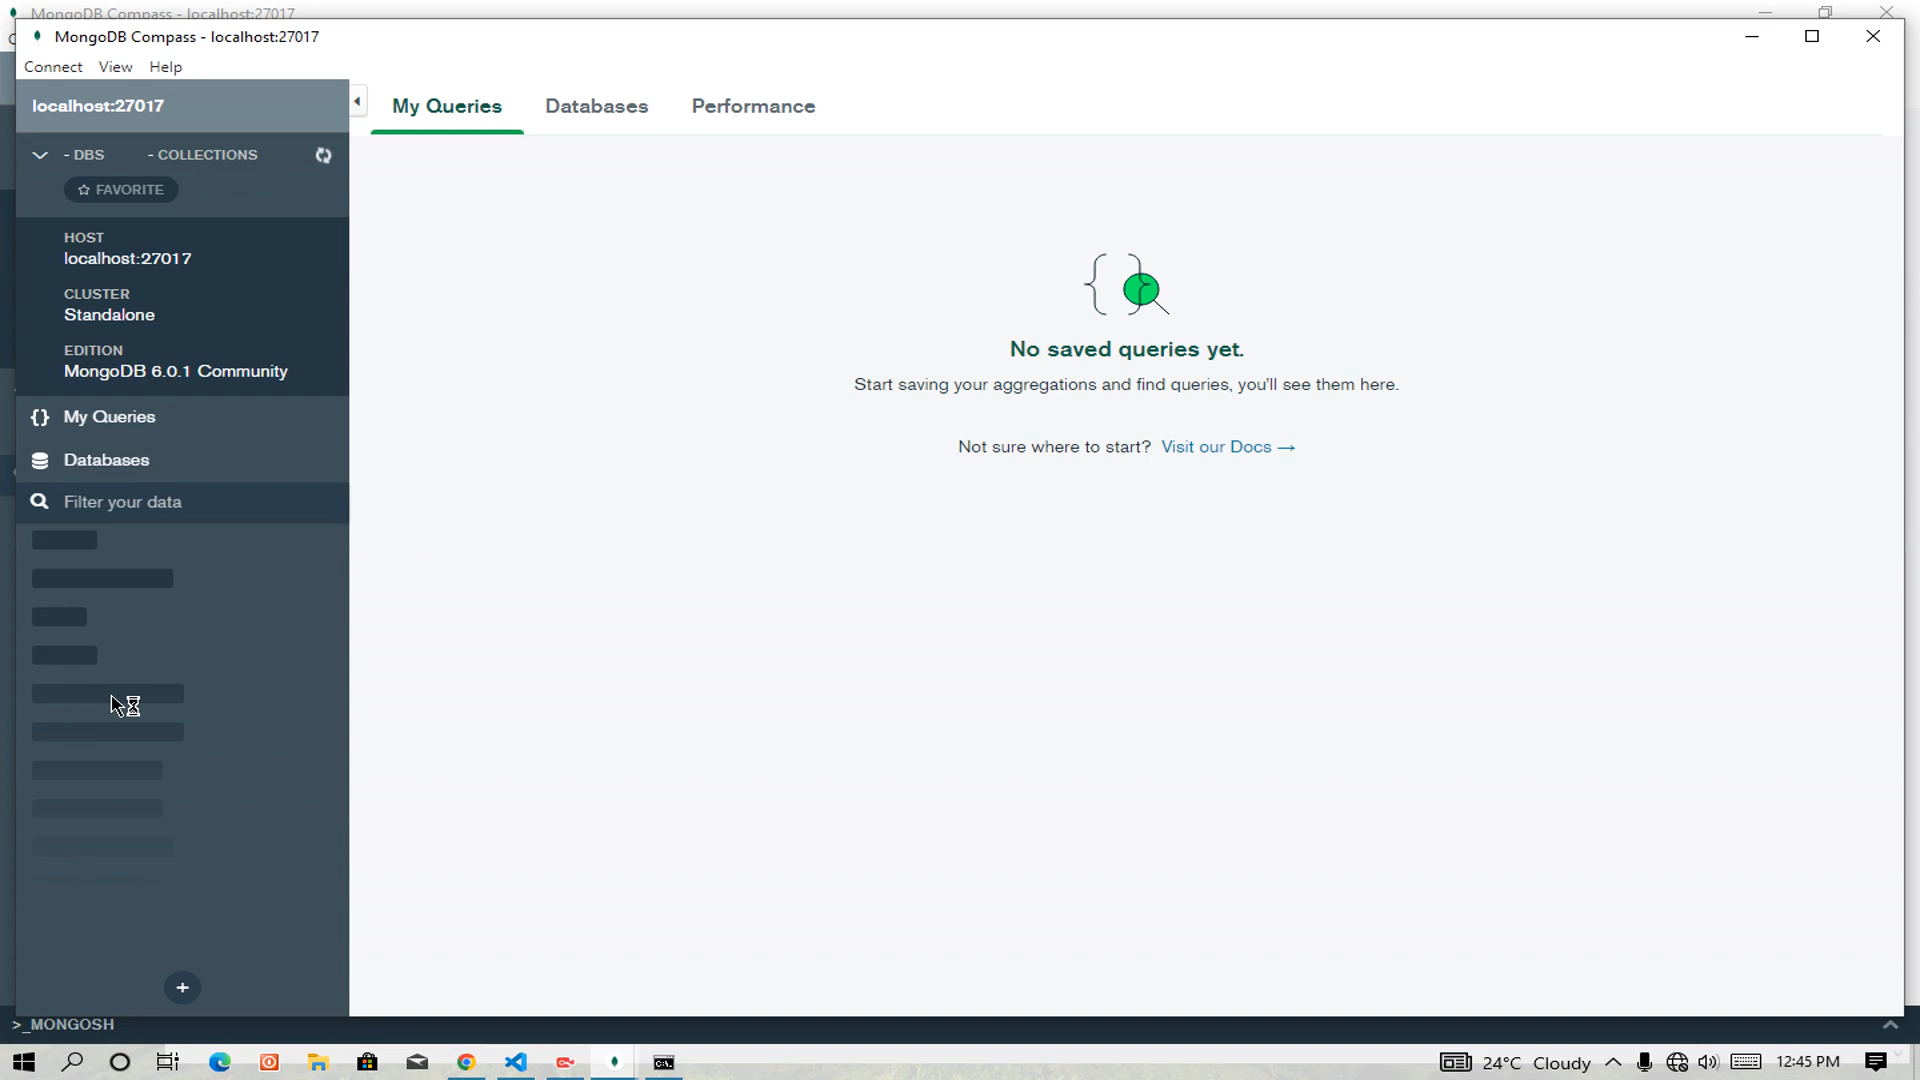 MongoDB Compass - localhost:27017
MongoDB Compass - localhost:27017
Connect View Help
localhost:27017
My Queries Databases Performance
- DBS - COLLECTIONS
FAVORITE
HOST
localhost:27017
CLUSTER
Standalone
EDITION
MongoDB 6.0.1 Community
My Queries
Databases
Filter your data
No saved queries yet.
Start saving your aggregations and find queries, you'll see them here.
Not sure where to start? Visit our Docs →
+
>_MONGOSH
24°C Cloudy
12:45 PM